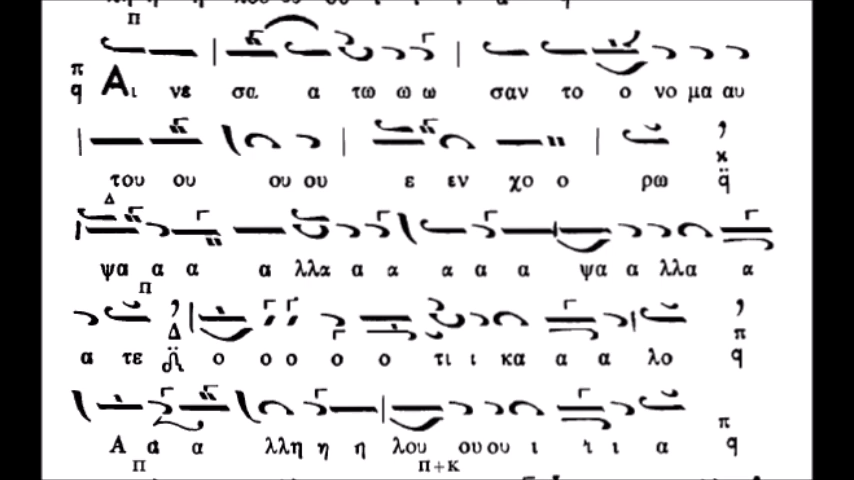 Π
π
q Αι νε σα α τω ω ω σαν το ο νο μα αυ
του ου ου ου ε εν χο ο ρω q̈
Δ
ψα α α α λλα α α α α α ψα α λλα α
Π
Δ π
α τε ο ο ο ο ο τι ι κα α α λο q
π
Α α α λλη η η λου ου ου ι ι ι α q
Π Π+Κ